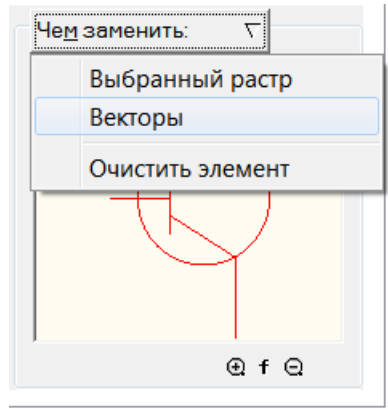 Чем заменить:
Выбранный растр
Векторы
Очистить элемент
f